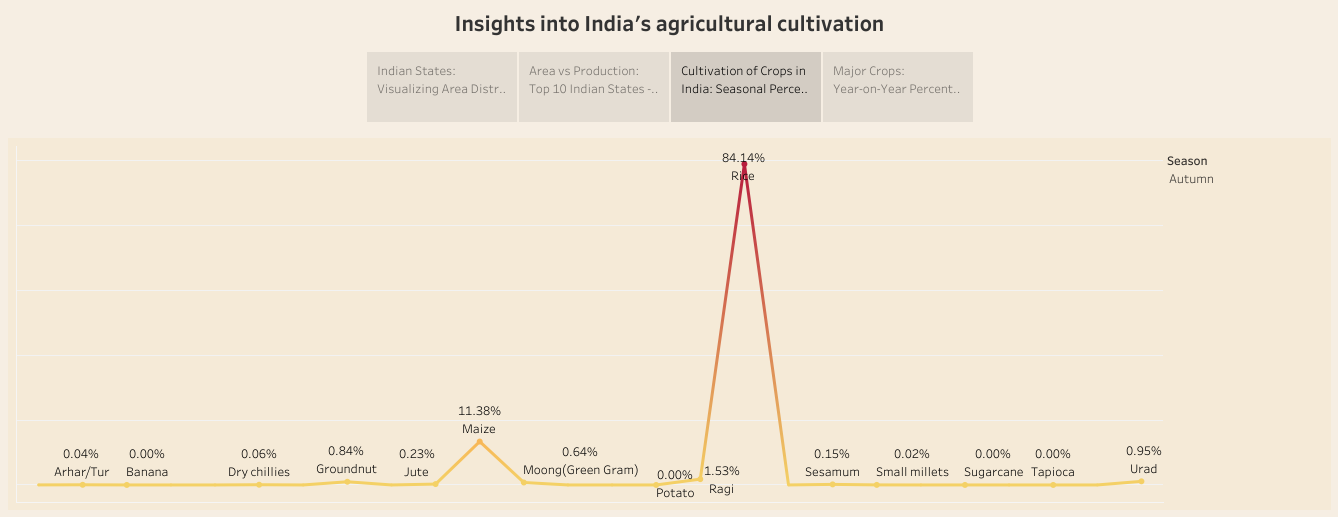 Insights into India’s agricultural cultivation
Indian States:
Visualizing Area Distr..
Area vs Production:
Top 10 Indian States -..
Cultivation of Crops in
India: Seasonal Perce..
Major Crops:
Year-on-Year Percent..
Season
Autumn
0.04%
Arhar/Tur
0.00%
Banana
0.06%
Dry chillies
0.84%
Groundnut
0.23%
Jute
11.38%
Maize
0.64%
Moong(Green Gram)
0.00%
Potato
1.53%
Ragi
84.14%
Rice
0.15%
Sesamum
0.02%
Small millets
0.00%
Sugarcane
0.00%
Tapioca
0.95%
Urad